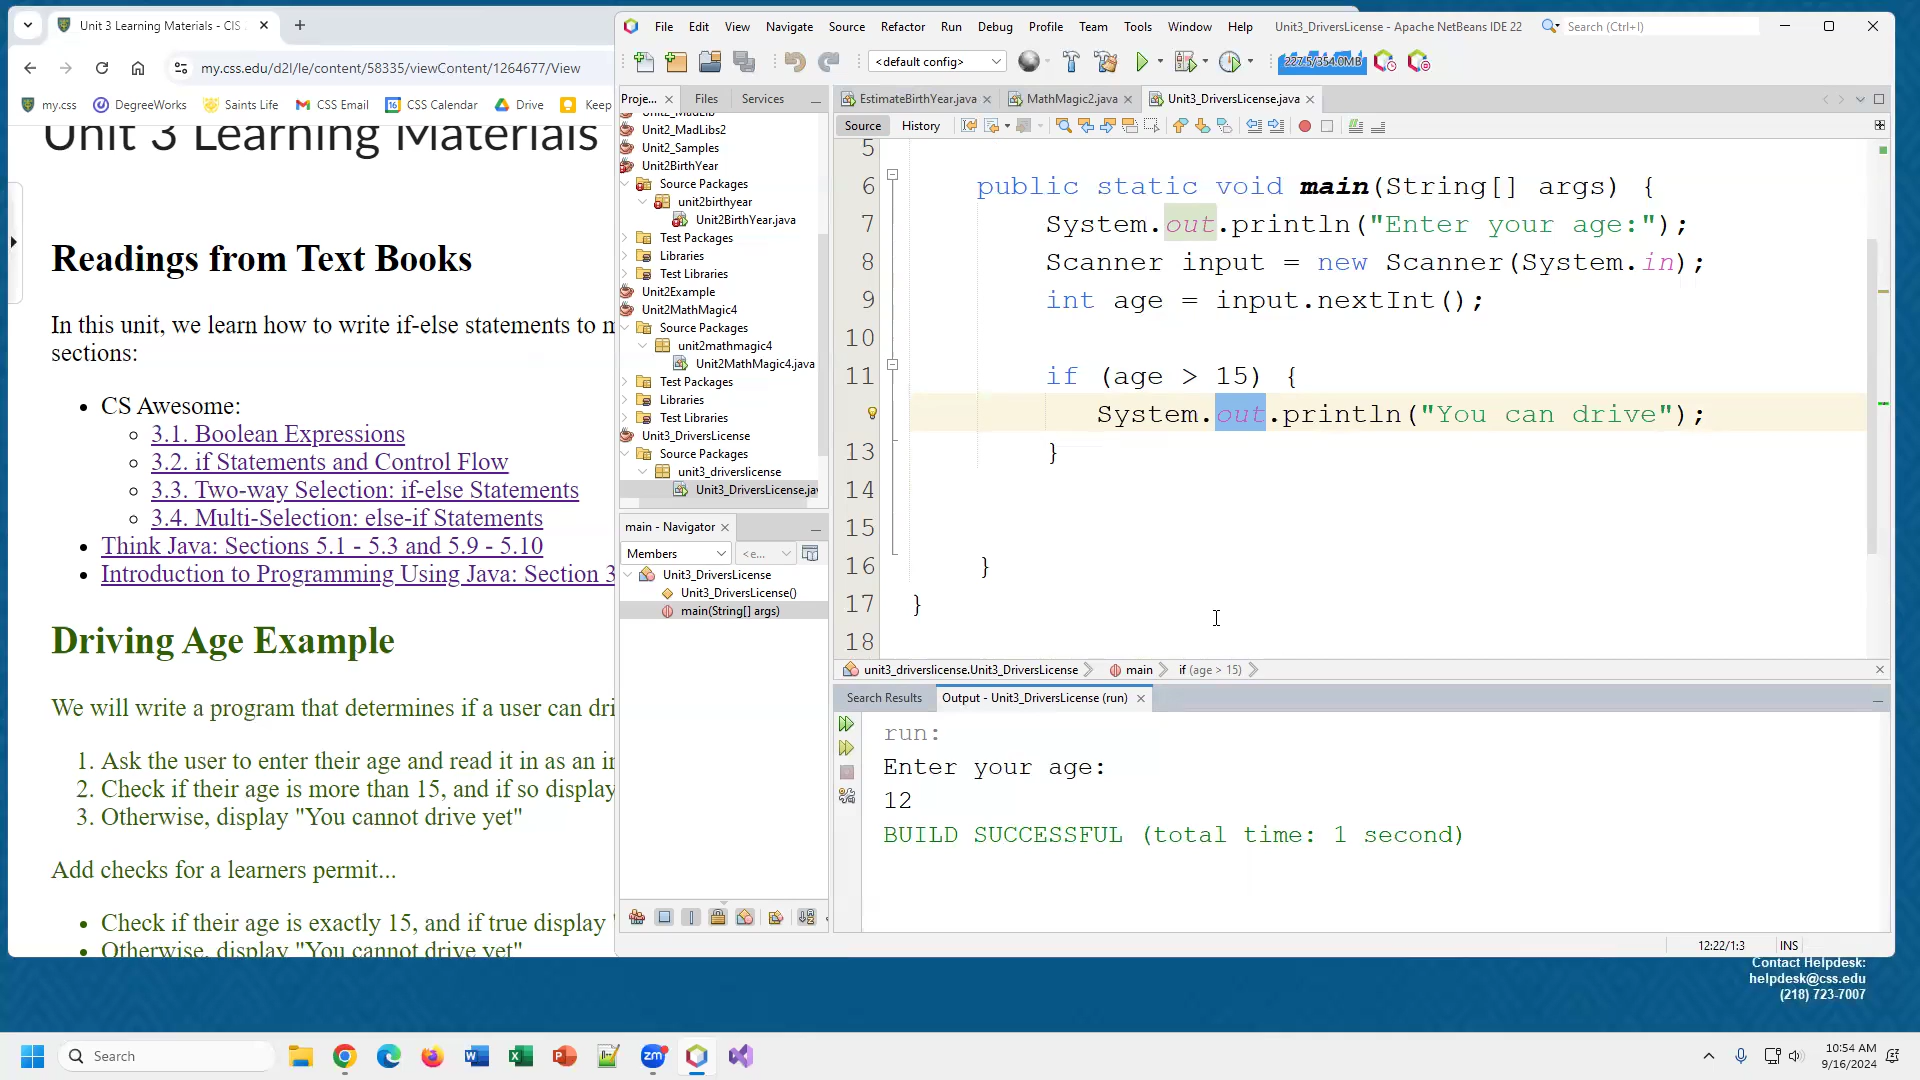 Unit 3 Learning Materials - CIS
my.css.edu/d2l/le/content/58335/viewContent/1264677/View
my.css
DegreeWorks
Saints Life
CSS Email
CSS Calendar
Drive
Keep
Unit 3 Learning Materials
Readings from Text Books
In this unit, we learn how to write if-else statements to m
sections:
CS Awesome:
3.1. Boolean Expressions
3.2. if Statements and Control Flow
3.3. Two-way Selection: if-else Statements
3.4. Multi-Selection: else-if Statements
Think Java: Sections 5.1 - 5.3 and 5.9 - 5.10
Introduction to Programming Using Java: Section 3
Driving Age Example
We will write a program that determines if a user can dri
1. Ask the user to enter their age and read it in as an in
2. Check if their age is more than 15, and if so display
3. Otherwise, display "You cannot drive yet"
Add checks for a learners permit...
Check if their age is exactly 15, and if true display "
Otherwise, display "You cannot drive yet"
File Edit View Navigate Source Refactor Run Debug Profile Team Tools Window Help
Unit3_DriversLicense - Apache NetBeans IDE 22
Search (Ctrl+I)
<default config>
227.5/354.0MB
Proje...
Files
Services
Unit2_MadLib
Unit2_MadLibs2
Unit2_Samples
Unit2BirthYear
Source Packages
unit2birthyear
Unit2BirthYear.java
Test Packages
Libraries
Test Libraries
Unit2Example
Unit2MathMagic4
Source Packages
unit2mathmagic4
Unit2MathMagic4.java
Test Packages
Libraries
Test Libraries
Unit3_DriversLicense
Source Packages
unit3_driverslicense
Unit3_DriversLicense.ja
main - Navigator
Members
<e...
Unit3_DriversLicense
Unit3_DriversLicense()
main(String[] args)
EstimateBirthYear.java
MathMagic2.java
Unit3_DriversLicense.java
Source
History
5
6 public static void main(String[] args) {
7 System.out.println("Enter your age:");
8 Scanner input = new Scanner(System.in);
9 int age = input.nextInt();
10
11 if (age > 15) {
System.out.println("You can drive");
13 }
14
15
16 }
17 }
18
unit3_driverslicense.Unit3_DriversLicense
main
if (age > 15)
Search Results
Output - Unit3_DriversLicense (run)
run:
Enter your age:
12
BUILD SUCCESSFUL (total time: 1 second)
12:22/1:3
INS
Contact Helpdesk:
helpdesk@css.edu
(218) 723-7007
Search
10:54 AM
9/16/2024